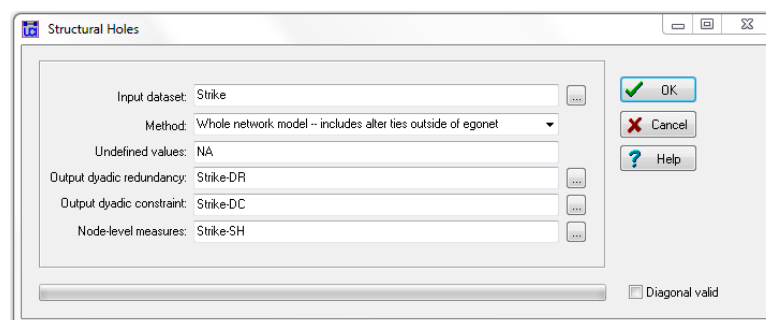 Structural Holes
Input dataset: Strike ...
Method: Whole network model -- includes alter ties outside of egonet
Undefined values: NA
Output dyadic redundancy: Strike-DR ...
Output dyadic constraint: Strike-DC ...
Node-level measures: Strike-SH ...
OK
Cancel
? Help
Diagonal valid